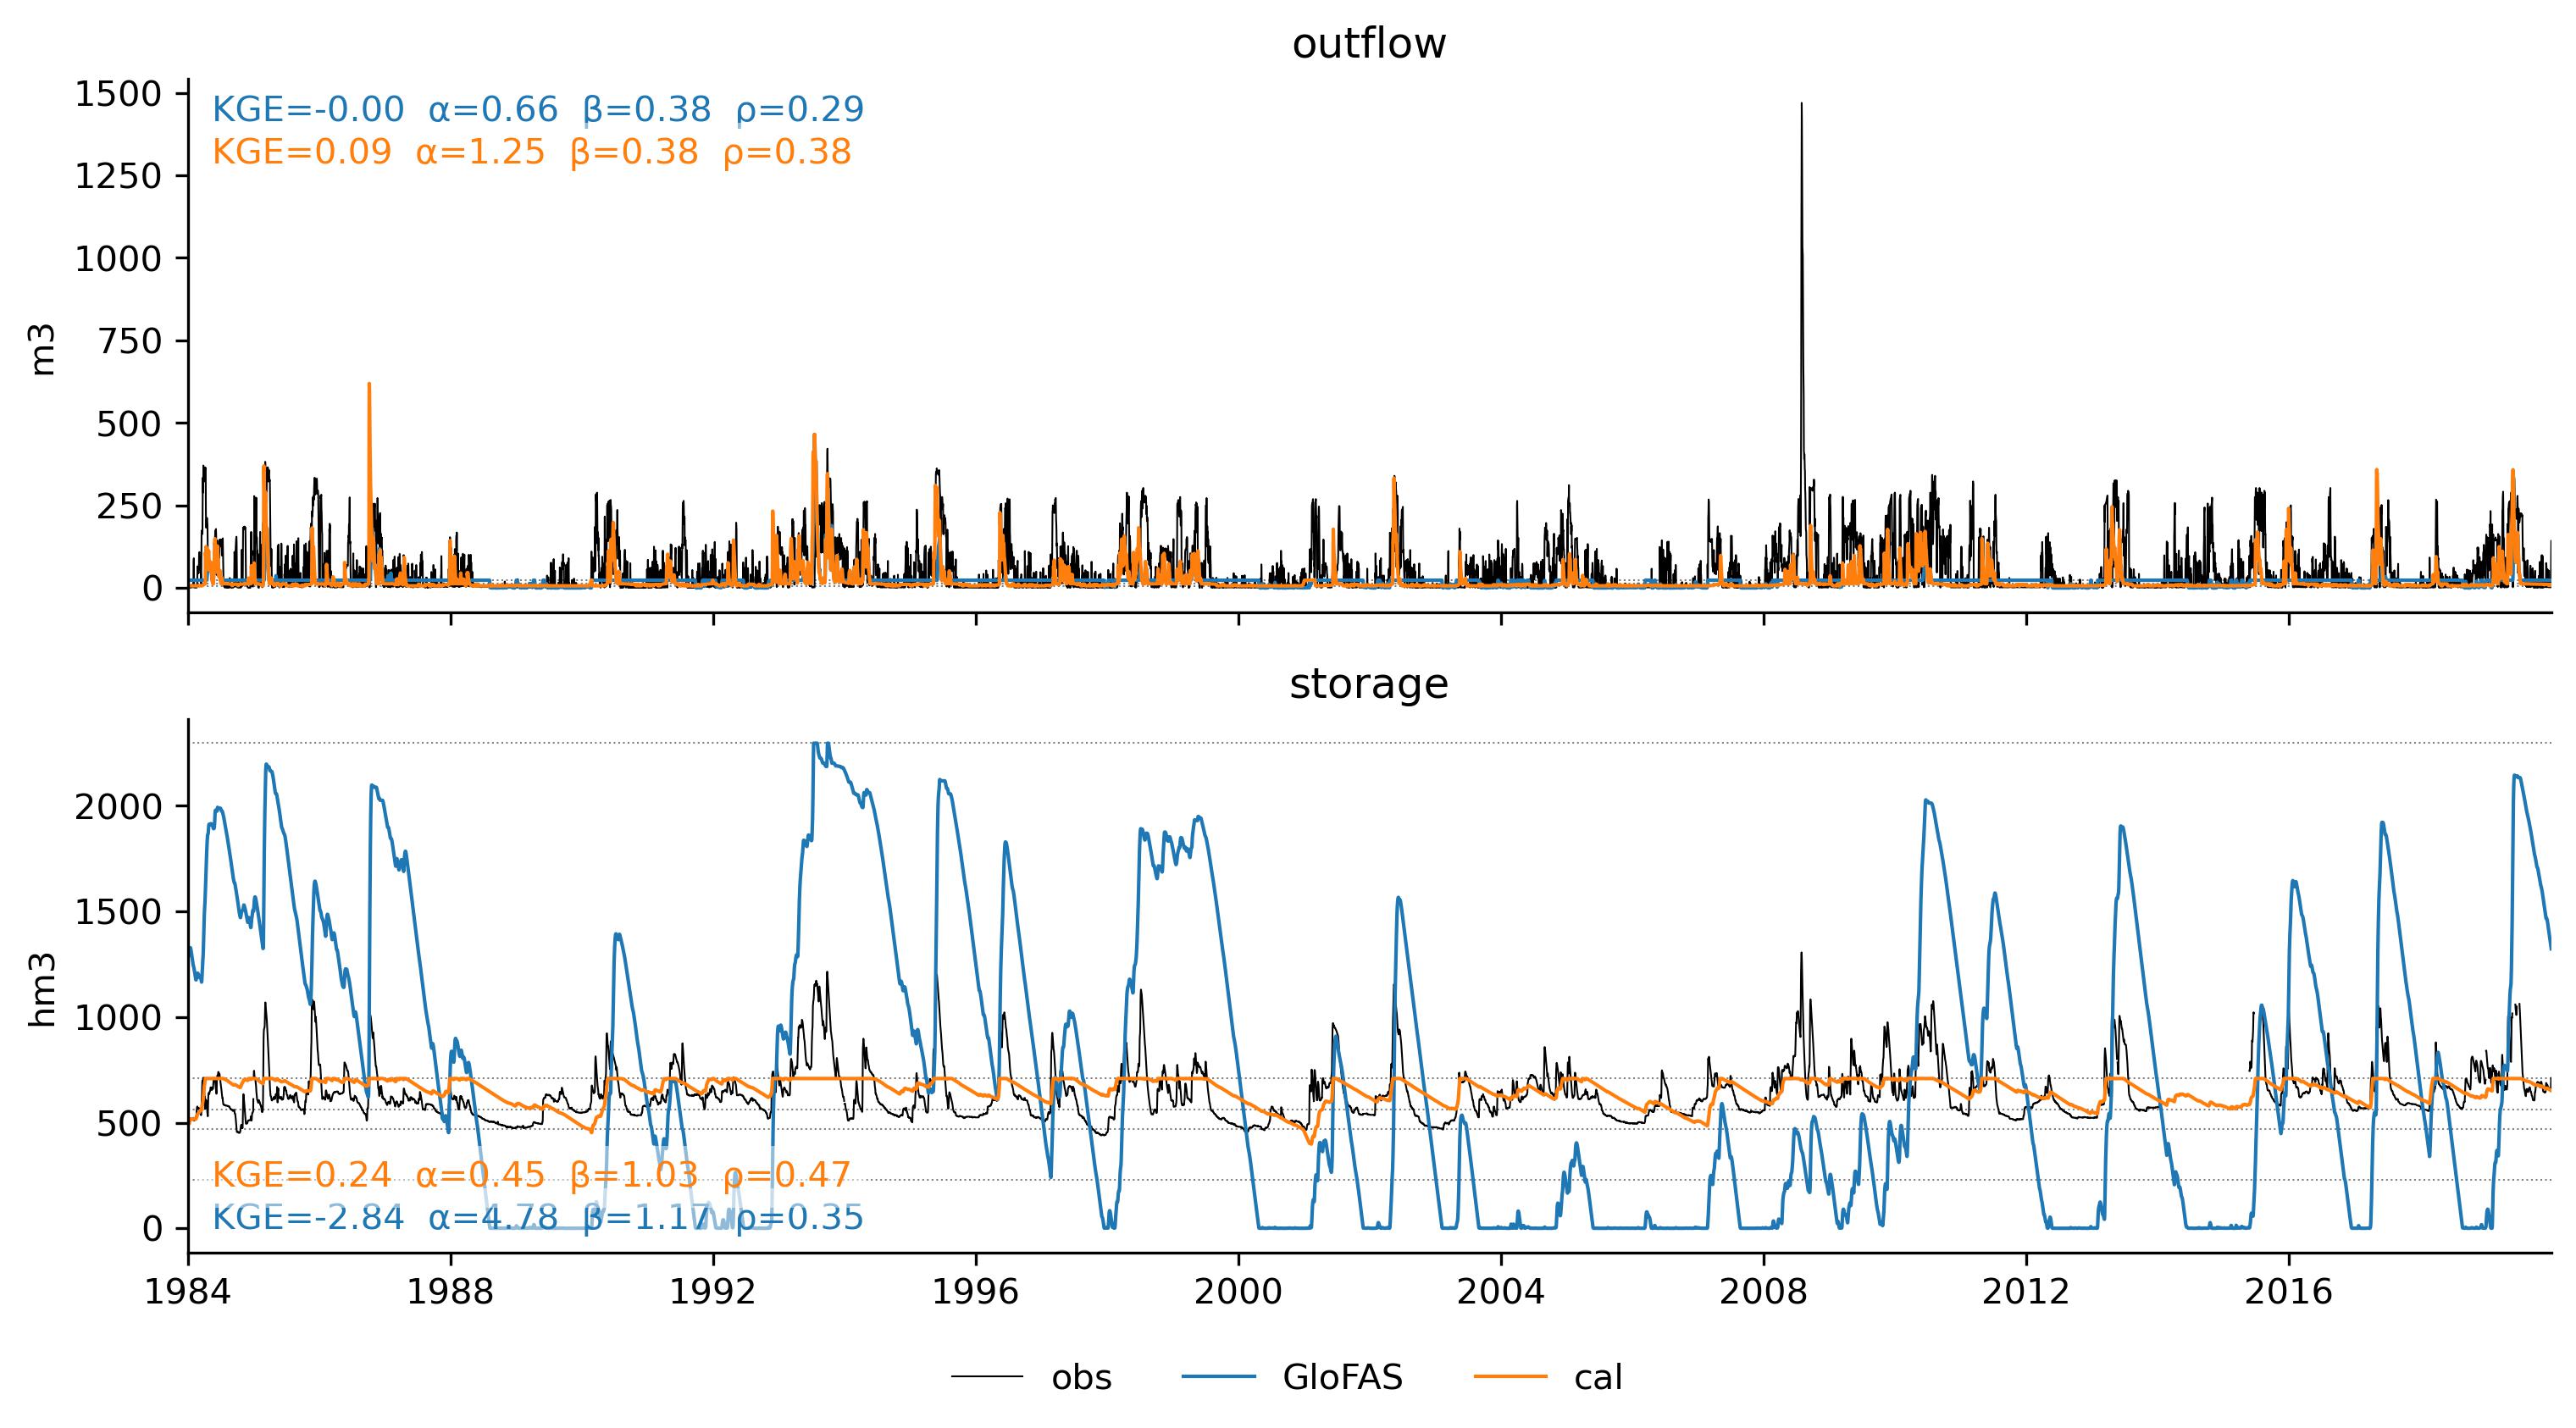 outflow
1500
1250
1000
750
500
250
0
m3
KGE=-0.00 α=0.66 β=0.38 ρ=0.29
KGE=0.09 α=1.25 β=0.38 ρ=0.38
storage
2000
1500
1000
500
0
hm3
KGE=0.24 α=0.45 β=1.03 ρ=0.47
KGE=-2.84 α=4.78 β=1.17 ρ=0.35
1984 1988 1992 1996 2000 2004 2008 2012 2016
obs GloFAS cal